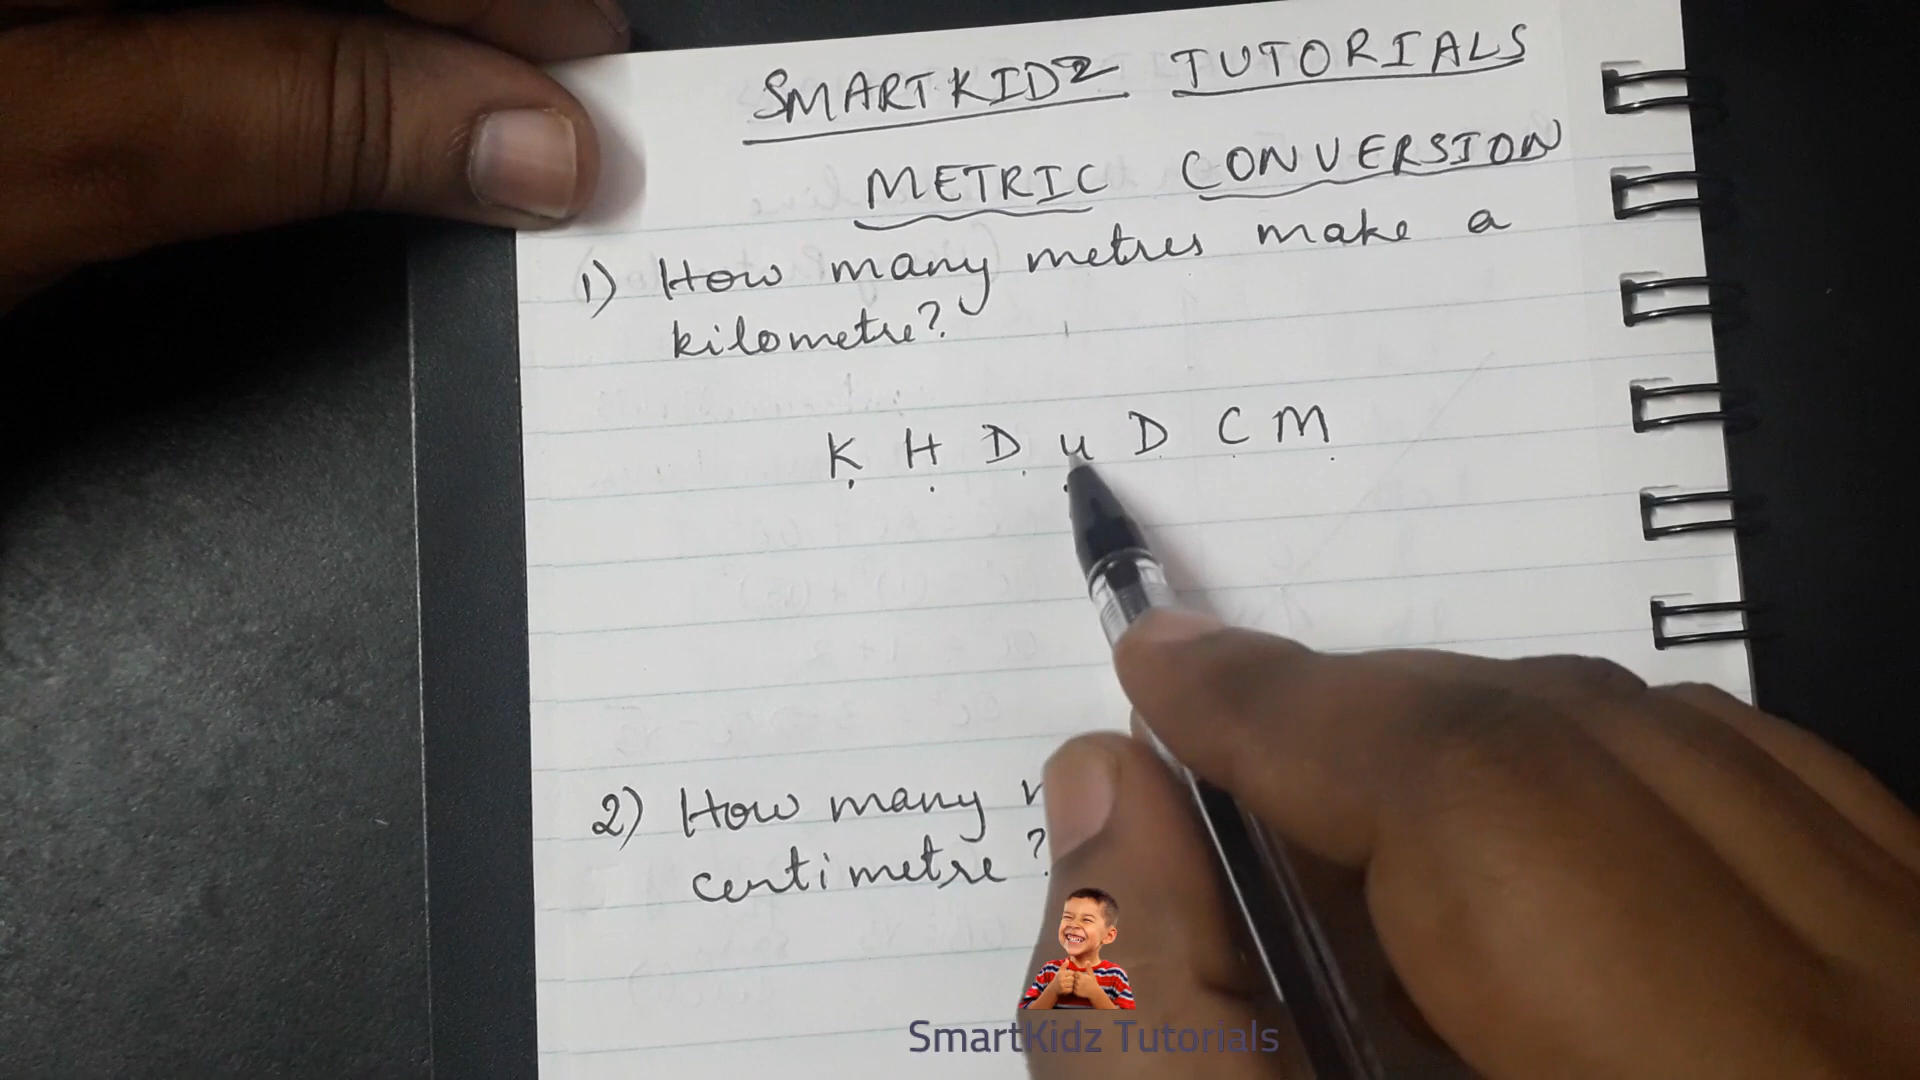 SMARTKIDZ TUTORIALS
METRIC CONVERSION
1) How many metres make a
kilometre?
K H D u D C M
2) How many
centimetre?
SmartKidz Tutorials